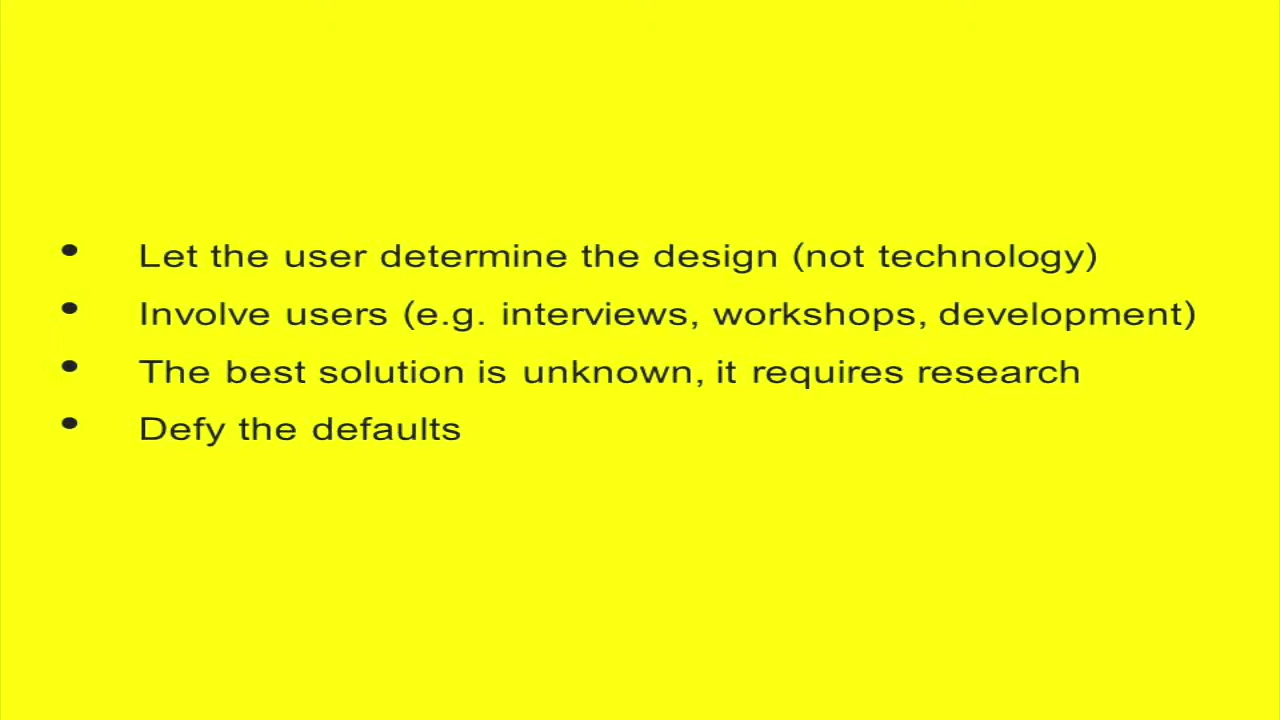 • Let the user determine the design (not technology)
• Involve users (e.g. interviews, workshops, development)
• The best solution is unknown, it requires research
• Defy the defaults